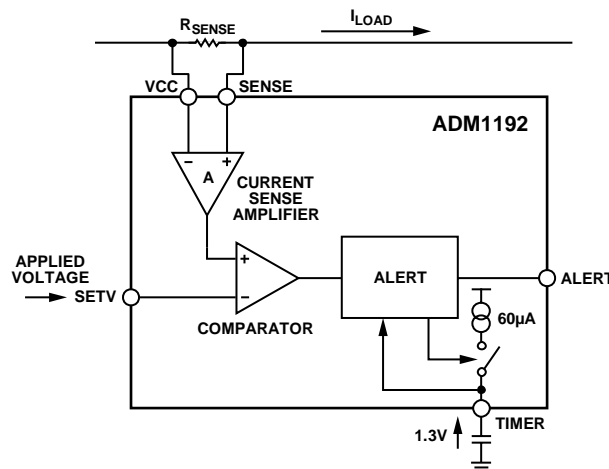 RSENSE
ILOAD
VCC
SENSE
ADM1192
− +
A
CURRENT
SENSE
AMPLIFIER
APPLIED
VOLTAGE
SETV
+
−
COMPARATOR
ALERT
ALERT
60µA
TIMER
1.3V